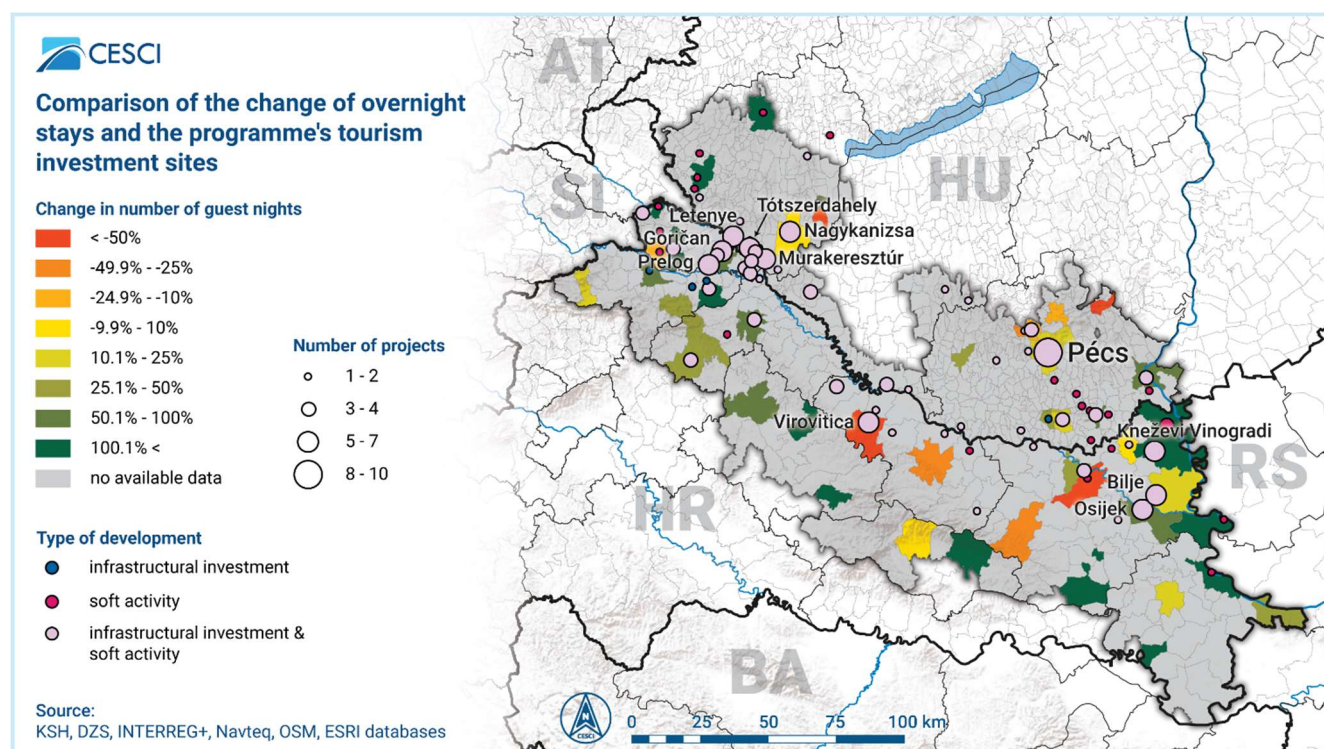 CESCI
Comparison of the change of overnight
stays and the programme's tourism
investment sites
Change in number of guest nights
< -50%
-49.9% - -25%
-24.9% - -10%
-9.9% - 10%
10.1% - 25%
25.1% - 50%
50.1% - 100%
100.1% <
no available data
Number of projects
1 - 2
3 - 4
5 - 7
8 - 10
Type of development
infrastructural investment
soft activity
infrastructural investment &
soft activity
Source:
KSH, DZS, INTERREG+, Navteq, OSM, ESRI databases
AT
SI
HU
HR
RS
BA
Letenye
Tótszerdahely
Goričan
Nagykanizsa
Prelog
Murakeresztúr
Pécs
Virovitica
Kneževi Vinogradi
Bilje
Osijek
N
CESCI
0 25 50 75 100 km